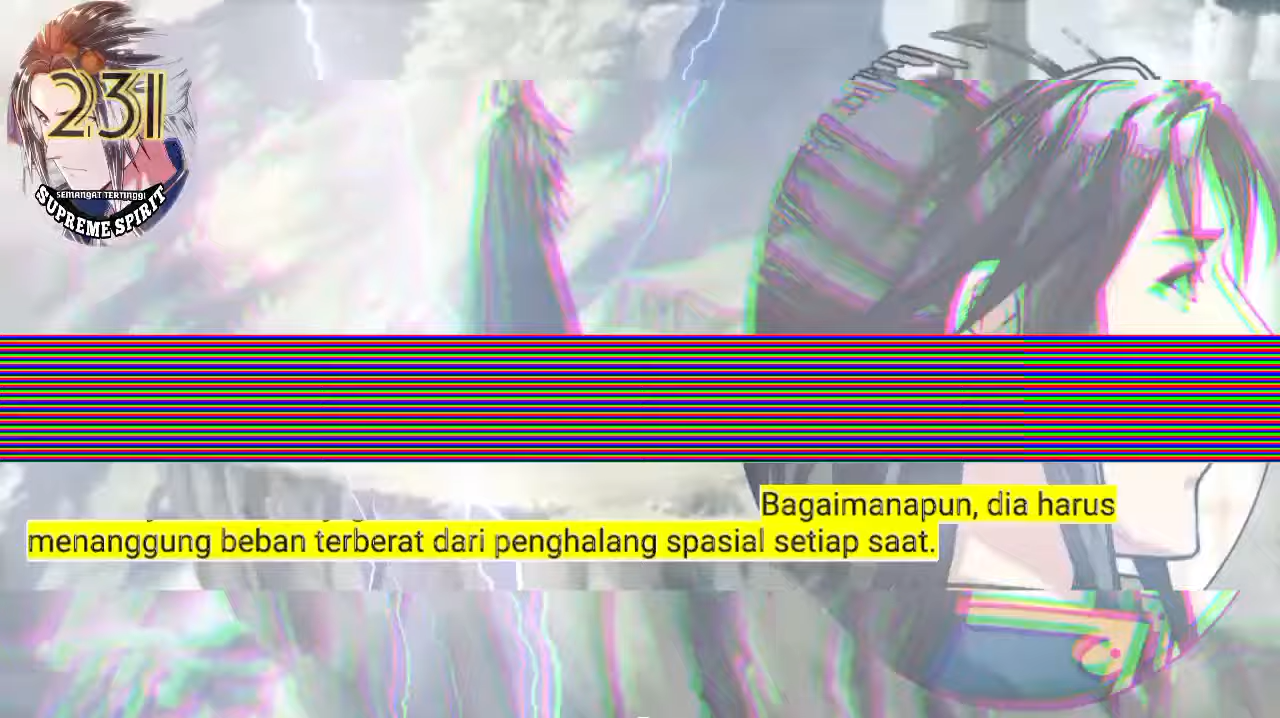 231
SEMANGAT TERTINGGI
SUPREME SPIRIT
Bagaimanapun, dia harus
menanggung beban terberat dari penghalang spasial setiap saat.